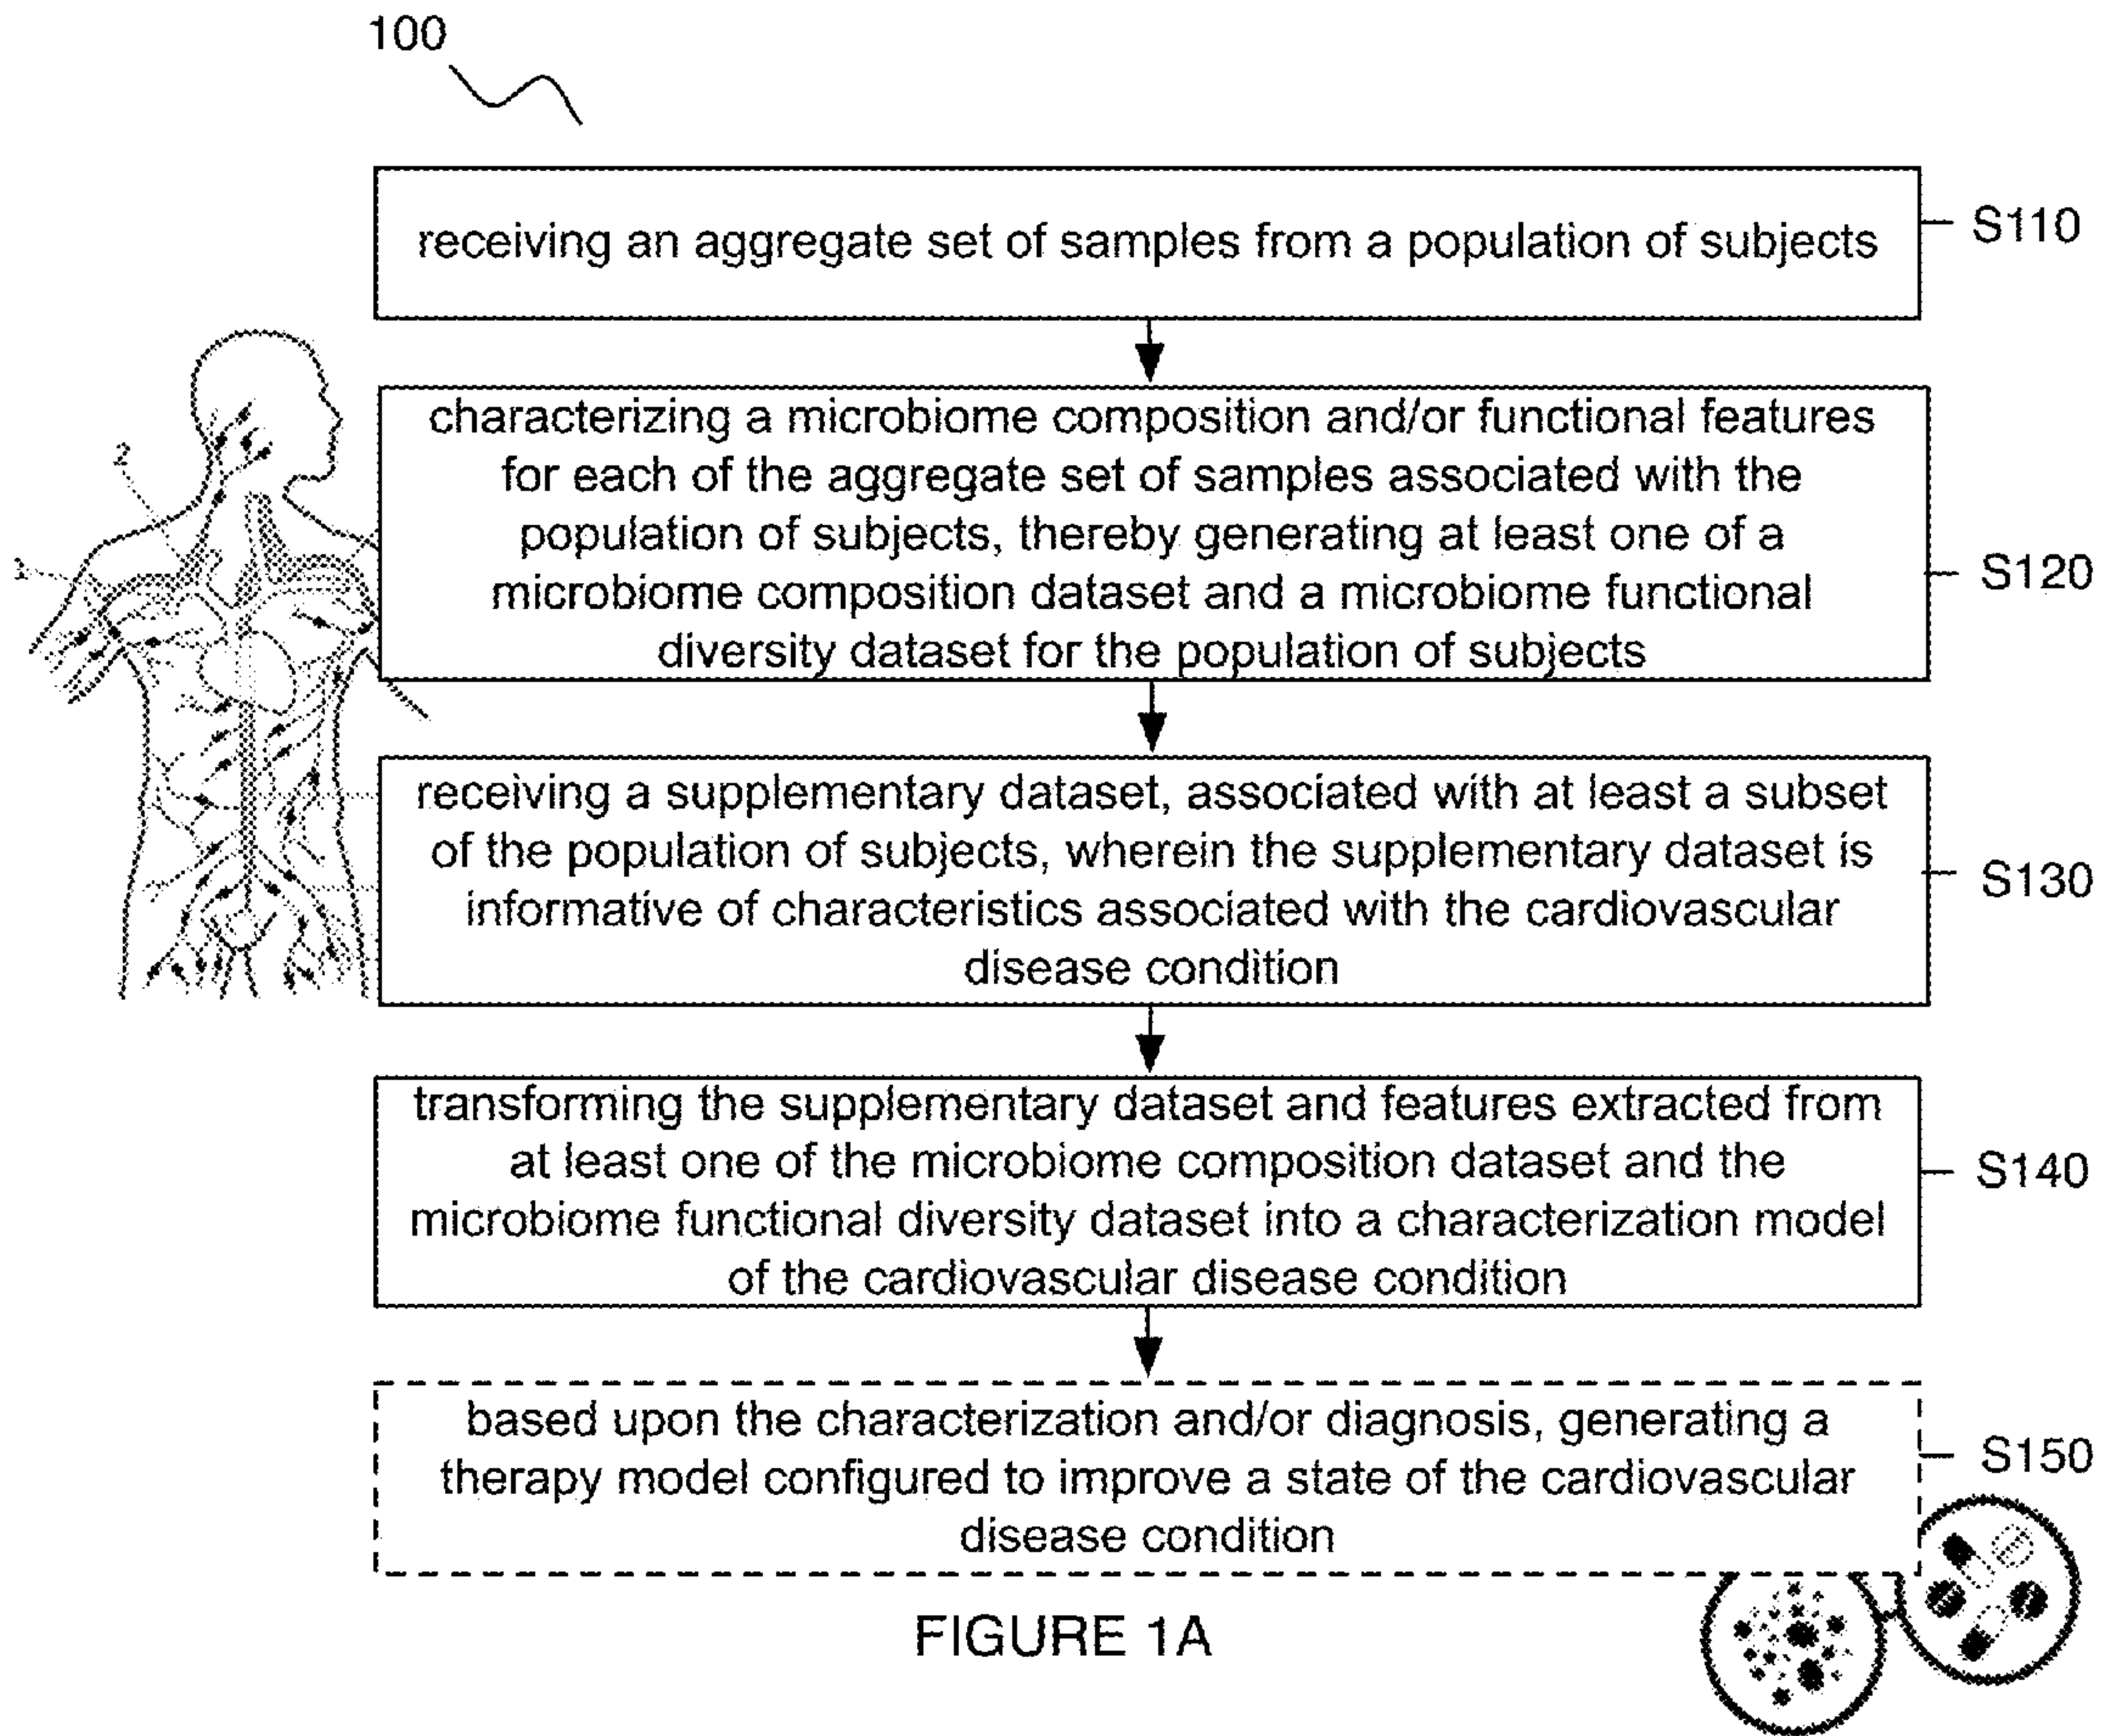 100
receiving an aggregate set of samples from a population of subjects
S110
characterizing a microbiome composition and/or functional features
for each of the aggregate set of samples associated with the
population of subjects, thereby generating at least one of a
microbiome composition dataset and a microbiome functional
diversity dataset for the population of subjects
S120
receiving a supplementary dataset, associated with at least a subset
of the population of subjects, wherein the supplementary dataset is
informative of characteristics associated with the cardiovascular
disease condition
S130
transforming the supplementary dataset and features extracted from
at least one of the microbiome composition dataset and the
microbiome functional diversity dataset into a characterization model
of the cardiovascular disease condition
S140
based upon the characterization and/or diagnosis, generating a
therapy model configured to improve a state of the cardiovascular
disease condition
S150
FIGURE 1A